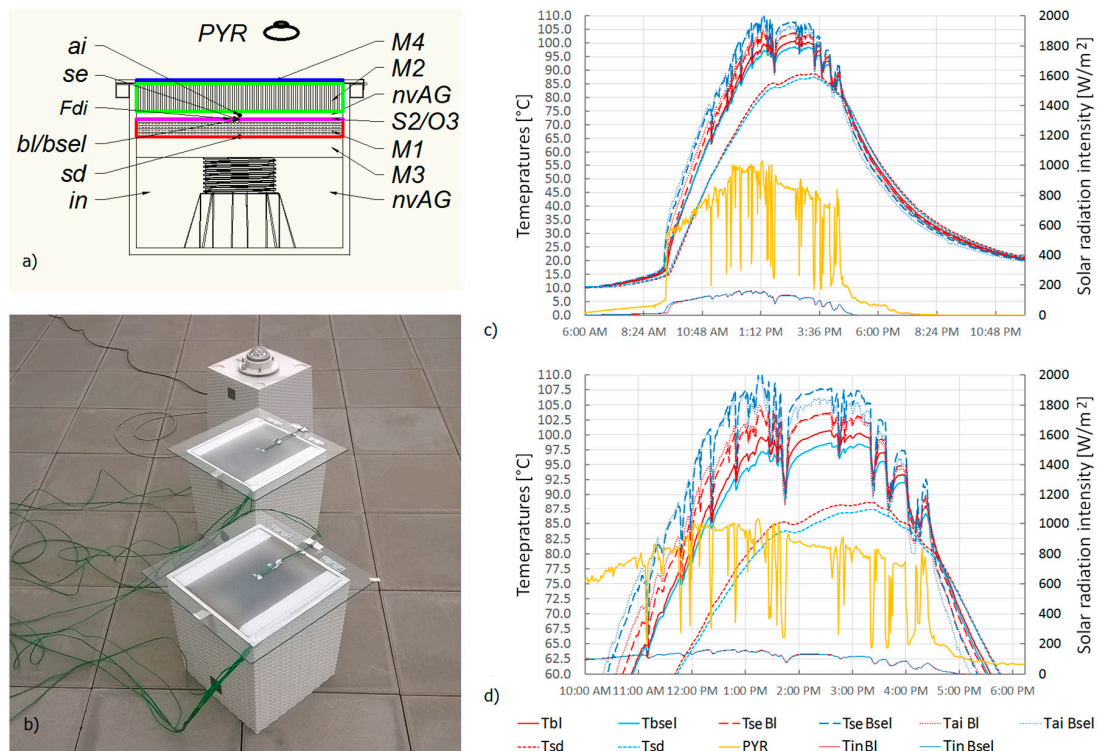 PYR
ai
se
Fdi
bl/bsel
sd
in
M4
M2
nvAG
S2/O3
M1
M3
nvAG
a)
b)
c)
Temepratures [°C]
110.0
105.0
100.0
95.0
90.0
85.0
80.0
75.0
70.0
65.0
60.0
55.0
50.0
45.0
40.0
35.0
30.0
25.0
20.0
15.0
10.0
5.0
0.0
6:00 AM 8:24 AM 10:48 AM 1:12 PM 3:36 PM 6:00 PM 8:24 PM 10:48 PM
2000
1800
1600
1400
1200
1000
800
600
400
200
0
Solar radiation intensity [W/m²]
d)
Temepratures [°C]
110.0
107.5
105.0
102.5
100.0
97.5
95.0
92.5
90.0
87.5
85.0
82.5
80.0
77.5
75.0
72.5
70.0
67.5
65.0
62.5
60.0
10:00 AM 11:00 AM 12:00 PM 1:00 PM 2:00 PM 3:00 PM 4:00 PM 5:00 PM 6:00 PM
2000
1800
1600
1400
1200
1000
800
600
400
200
0
Solar radiation intensity [W/m²]
Tbl Tbsel Tse Bl Tse Bsel Tai Bl Tai Bsel
Tsd Tsd PYR Tin Bl Tin Bsel